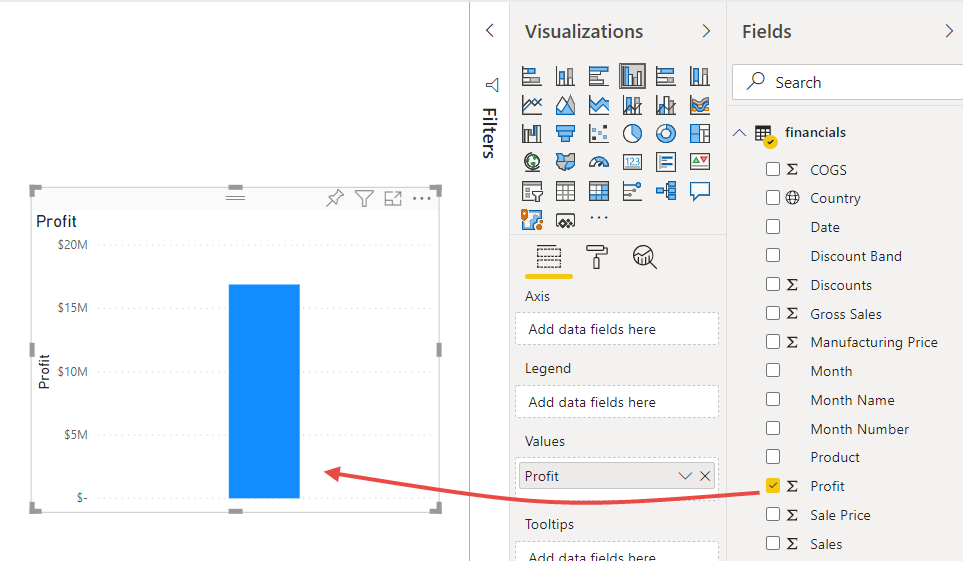 Profit
$20M
$15M
$10M
$5M
$-
Profit
Filters
Visualizations
123
Axis
Add data fields here
Legend
Add data fields here
Values
Profit
Tooltips
Add data fields here
Fields
Search
financials
COGS
Country
Date
Discount Band
Discounts
Gross Sales
Manufacturing Price
Month
Month Name
Month Number
Product
Profit
Sale Price
Sales